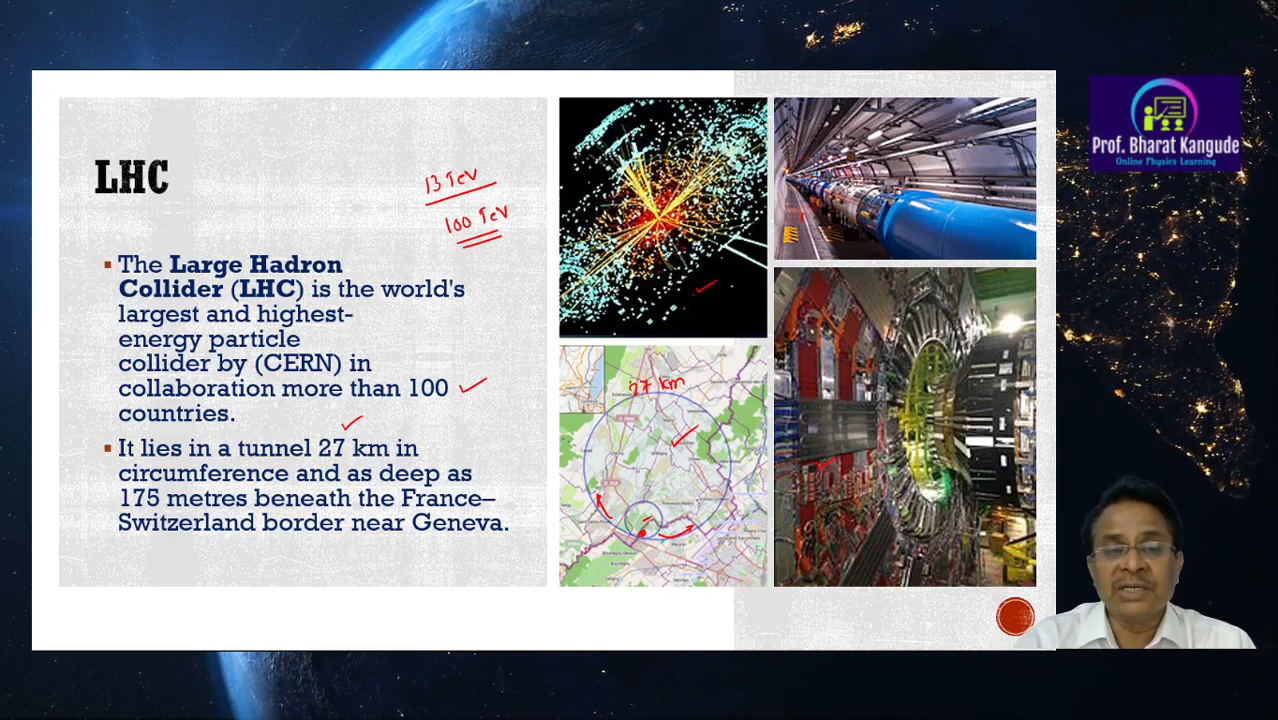 LHC
13 TeV
100 TeV
The Large Hadron
Collider (LHC) is the world's
largest and highest-
energy particle
collider by (CERN) in
collaboration more than 100
countries.
It lies in a tunnel 27 km in
circumference and as deep as
175 metres beneath the France–
Switzerland border near Geneva.
27 km
Prof. Bharat Kangude
Online Physics Learning